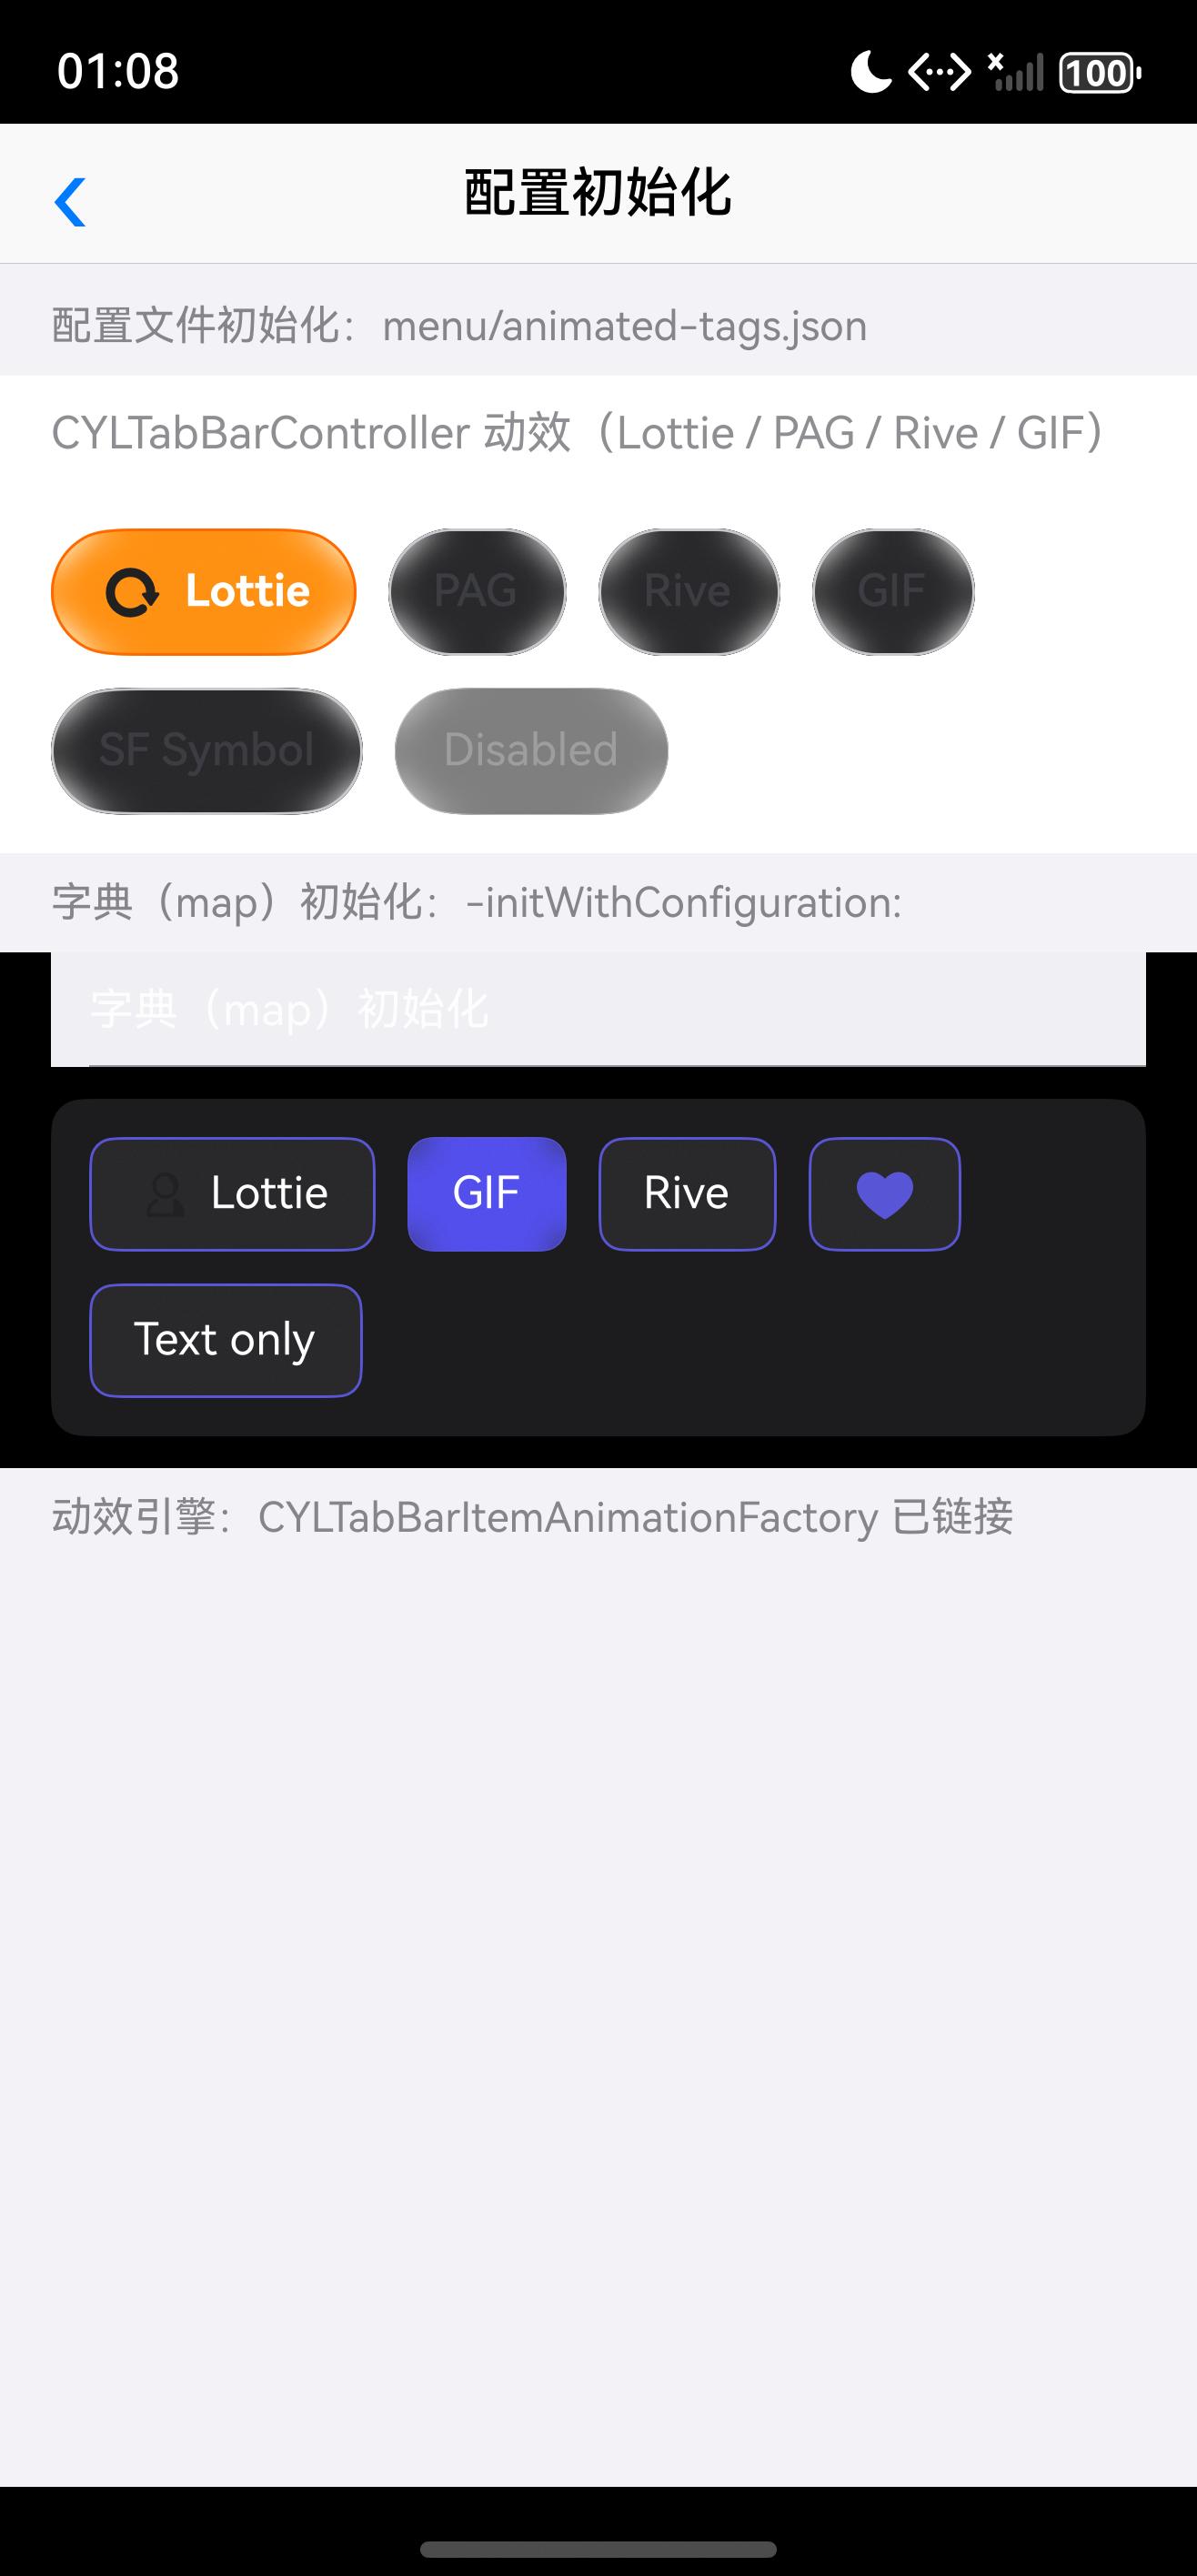 01:08
100
配置初始化
配置文件初始化：menu/animated-tags.json
CYLTabBarController 动效（Lottie / PAG / Rive / GIF）
Lottie PAG Rive GIF
SF Symbol Disabled
字典（map）初始化：-initWithConfiguration:
字典（map）初始化
Lottie GIF Rive
Text only
动效引擎：CYLTabBarItemAnimationFactory 已链接